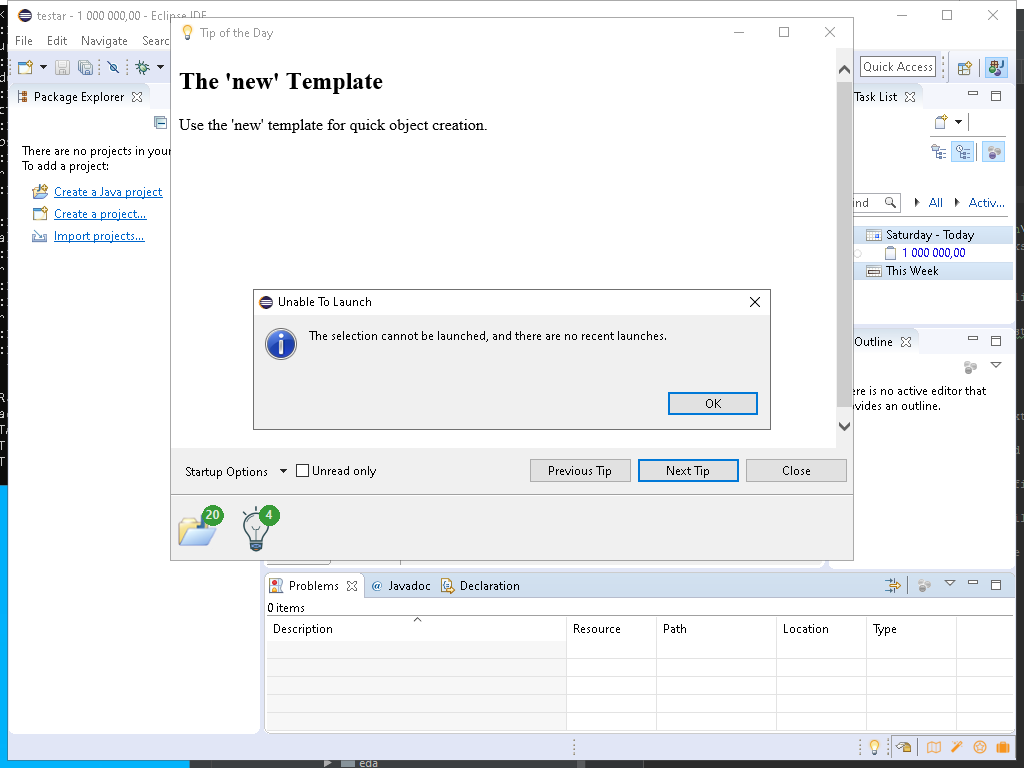 testar - 1 000 000,00 - Eclipse IDE
Tip of the Day
File Edit Navigate Searc
Quick Access
The 'new' Template
Package Explorer
Task List
Use the 'new' template for quick object creation.
There are no projects in your
To add a project:
Create a Java project
Create a project...
Import projects...
All
Activ...
Saturday - Today
1 000 000,00
This Week
Unable To Launch
The selection cannot be launched, and there are no recent launches.
OK
Outline
ere is no active editor that
vides an outline.
Startup Options
Unread only
Previous Tip
Next Tip
Close
20
4
Problems
@ Javadoc
Declaration
0 items
Description
Resource
Path
Location
Type
eda